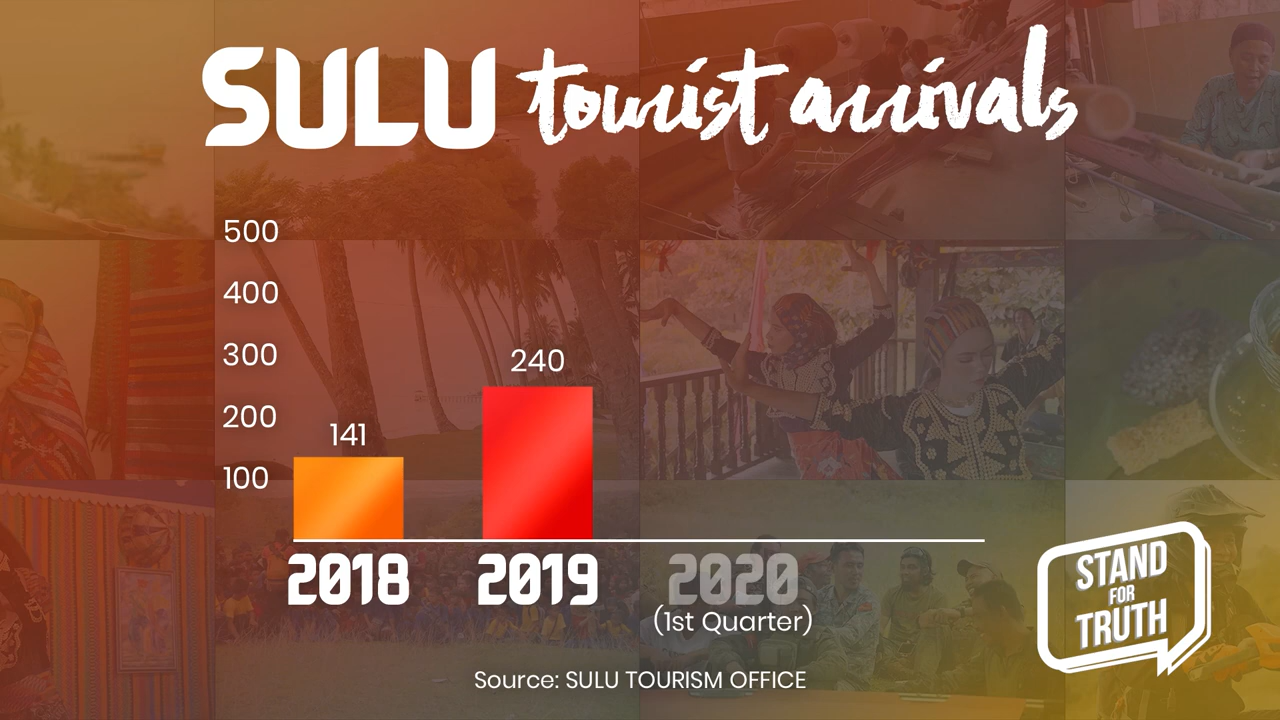 SULU tourist arrivals
500
400
300
240
200
141
100
2018 2019 2020
(1st Quarter)
Source: SULU TOURISM OFFICE
STAND
FOR
TRUTH